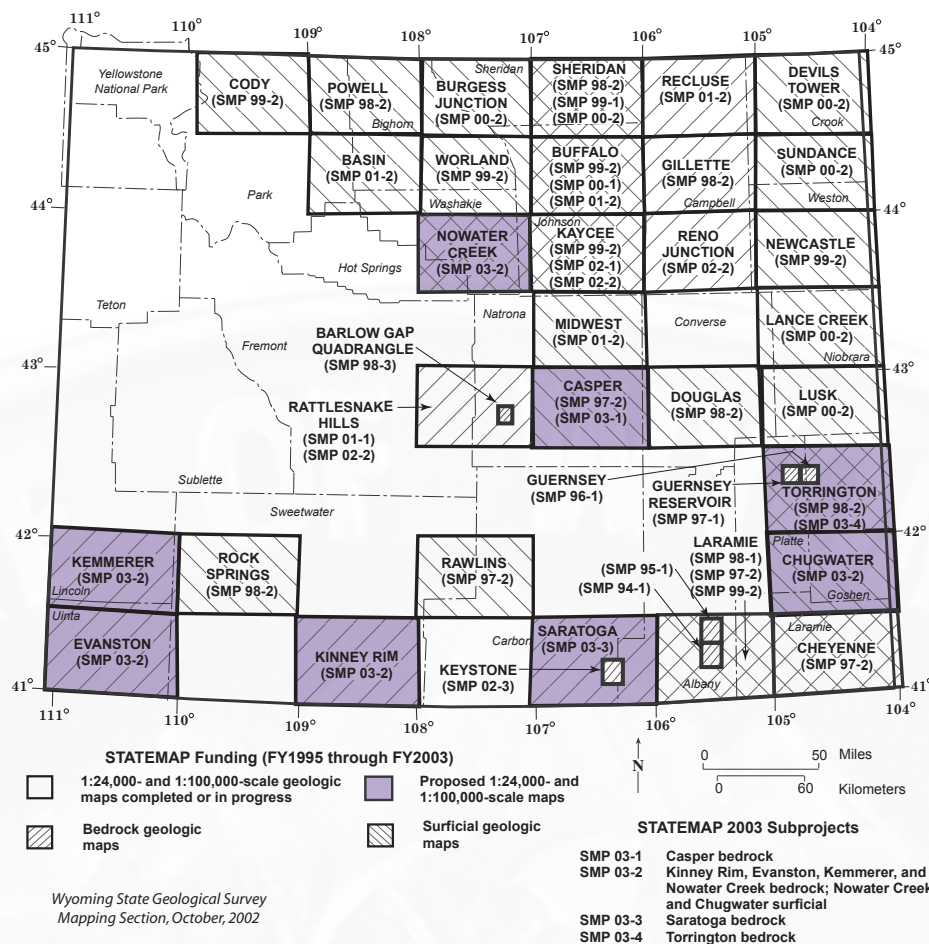 111°
110°
109°
108°
107°
106°
105°
104°
45°
45°
Yellowstone
National Park
CODY
(SMP 99-2)
POWELL
(SMP 98-2)
Bighorn
Sheridan
BURGESS
JUNCTION
(SMP 00-2)
SHERIDAN
(SMP 98-2)
(SMP 99-1)
(SMP 00-2)
RECLUSE
(SMP 01-2)
DEVILS
TOWER
(SMP 00-2)
Crook
BASIN
(SMP 01-2)
WORLAND
(SMP 99-2)
Washakie
BUFFALO
(SMP 99-2)
(SMP 00-1)
(SMP 01-2)
GILLETTE
(SMP 98-2)
Campbell
SUNDANCE
(SMP 00-2)
Weston
44°
44°
Park
Hot Springs
NOWATER
CREEK
(SMP 03-2)
Johnson
KAYCEE
(SMP 99-2)
(SMP 02-1)
(SMP 02-2)
RENO
JUNCTION
(SMP 02-2)
NEWCASTLE
(SMP 99-2)
Teton
Fremont
Natrona
MIDWEST
(SMP 01-2)
Converse
LANCE CREEK
(SMP 00-2)
Niobrara
BARLOW GAP
QUADRANGLE
(SMP 98-3)
43°
43°
RATTLESNAKE
HILLS
(SMP 01-1)
(SMP 02-2)
CASPER
(SMP 97-2)
(SMP 03-1)
DOUGLAS
(SMP 98-2)
LUSK
(SMP 00-2)
Sublette
Sweetwater
GUERNSEY
(SMP 96-1)
GUERNSEY
RESERVOIR
(SMP 97-1)
TORRINGTON
(SMP 98-2)
(SMP 03-4)
42°
42°
KEMMERER
(SMP 03-2)
Lincoln
ROCK
SPRINGS
(SMP 98-2)
RAWLINS
(SMP 97-2)
(SMP 95-1)
(SMP 94-1)
LARAMIE
(SMP 98-1)
(SMP 97-2)
(SMP 99-2)
Platte
CHUGWATER
(SMP 03-2)
Goshen
Uinta
EVANSTON
(SMP 03-2)
KINNEY RIM
(SMP 03-2)
Carbon
KEYSTONE
(SMP 02-3)
SARATOGA
(SMP 03-3)
Albany
Laramie
CHEYENNE
(SMP 97-2)
41°
41°
111°
110°
109°
108°
107°
106°
105°
104°
STATEMAP Funding (FY1995 through FY2003)
1:24,000- and 1:100,000-scale geologic
maps completed or in progress
Proposed 1:24,000- and
1:100,000-scale maps
Bedrock geologic
maps
Surficial geologic
maps
N
0 50 Miles
0 60 Kilometers
STATEMAP 2003 Subprojects
SMP 03-1 Casper bedrock
SMP 03-2 Kinney Rim, Evanston, Kemmerer, and
Nowater Creek bedrock; Nowater Creek
and Chugwater surficial
SMP 03-3 Saratoga bedrock
SMP 03-4 Torrington bedrock
Wyoming State Geological Survey
Mapping Section, October, 2002